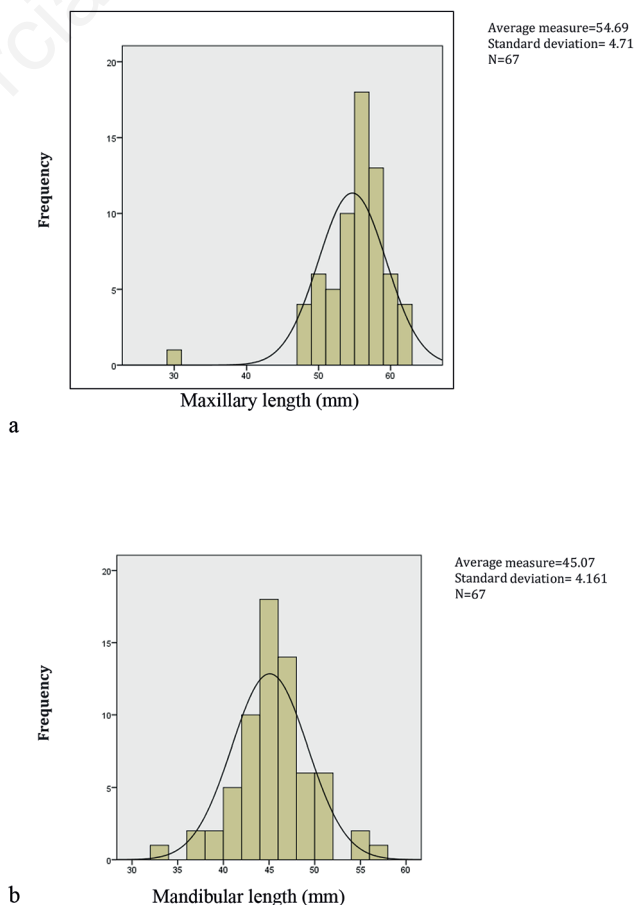 Average measure=54.69
Standard deviation= 4.71
N=67
Frequency
20
15
10
5
0
30 40 50 60
Maxillary length (mm)
a
Average measure=45.07
Standard deviation= 4.161
N=67
Frequency
20
15
10
5
0
30 35 40 45 50 55 60
Mandibular length (mm)
b